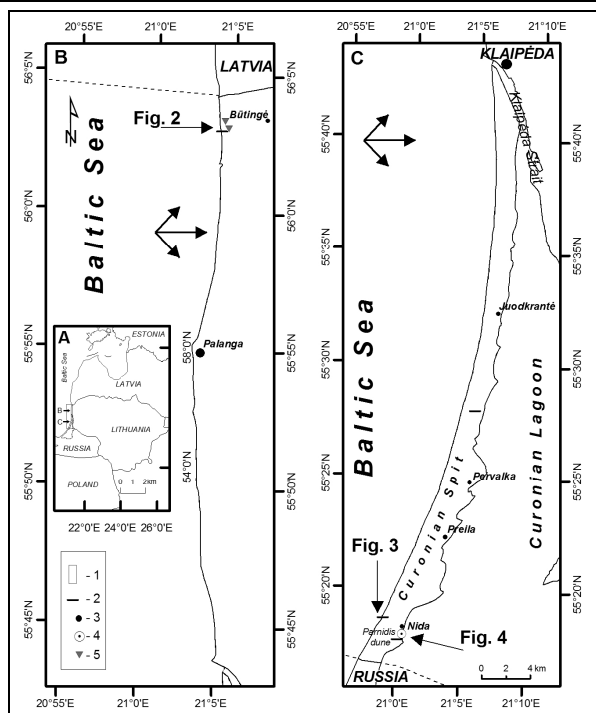 20°55'E
21°0'E
21°5'E
21°0'E
21°5'E
21°10'E
B
LATVIA
C
KLAIPĖDA
56°5'N
56°5'N
N
Fig. 2
Būtingė
Klaipėda Strait
55°40'N
55°40'N
Baltic Sea
56°0'N
56°0'N
55°35'N
55°35'N
Juodkrantė
A
ESTONIA
Baltic Sea
LATVIA
B
C
LITHUANIA
RUSSIA
POLAND
0 1 2km
58°0'N
54°0'N
22°0'E
24°0'E
26°0'E
55°55'N
Palanga
55°55'N
Baltic Sea
55°30'N
55°30'N
Curonian Lagoon
55°50'N
55°50'N
Curonian Spit
Pervalka
55°25'N
55°25'N
Preila
- 1
- 2
- 3
- 4
- 5
Fig. 3
55°20'N
55°20'N
55°45'N
55°45'N
Nida
Parnidis
dune
Fig. 4
RUSSIA
0 2 4 km
20°55'E
21°0'E
21°5'E
21°0'E
21°5'E
21°10'E